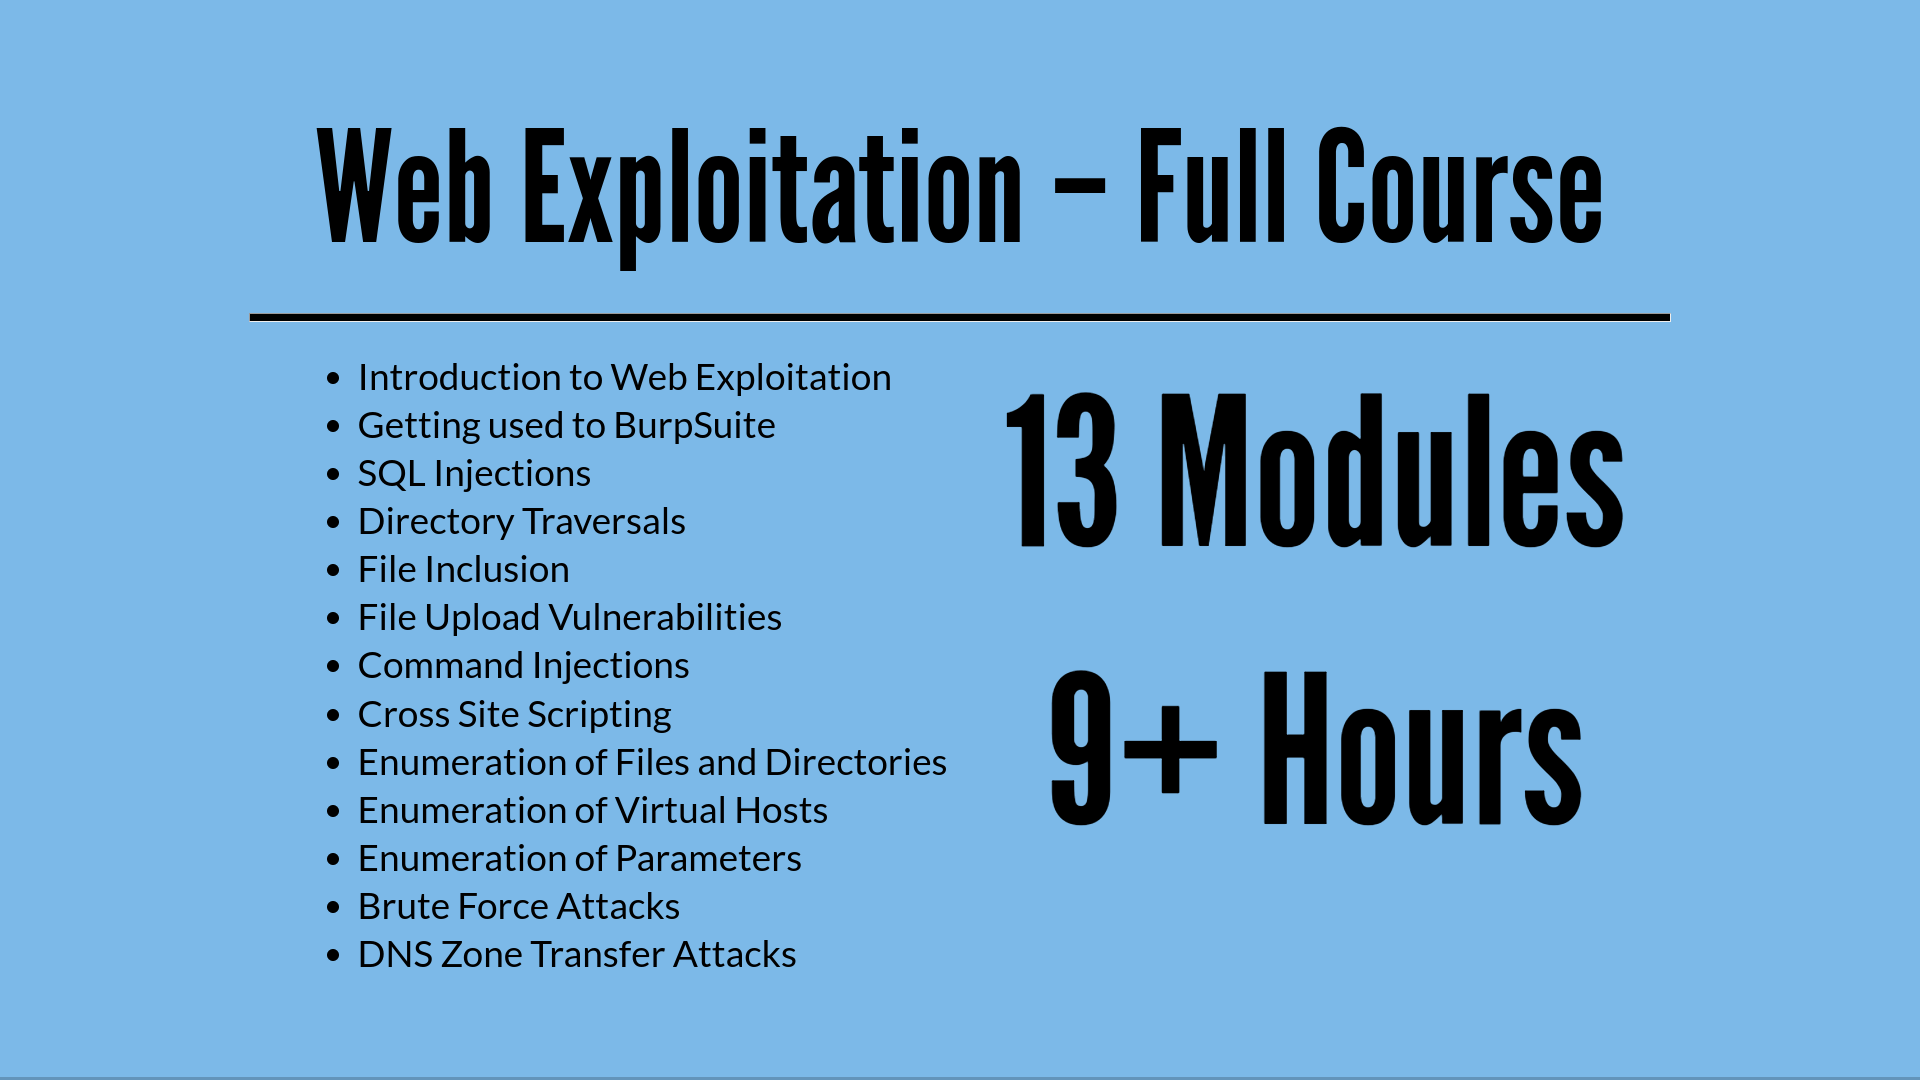 Web Exploitation – Full Course
• Introduction to Web Exploitation
• Getting used to BurpSuite
• SQL Injections
• Directory Traversals
• File Inclusion
• File Upload Vulnerabilities
• Command Injections
• Cross Site Scripting
• Enumeration of Files and Directories
• Enumeration of Virtual Hosts
• Enumeration of Parameters
• Brute Force Attacks
• DNS Zone Transfer Attacks
13 Modules
9+ Hours